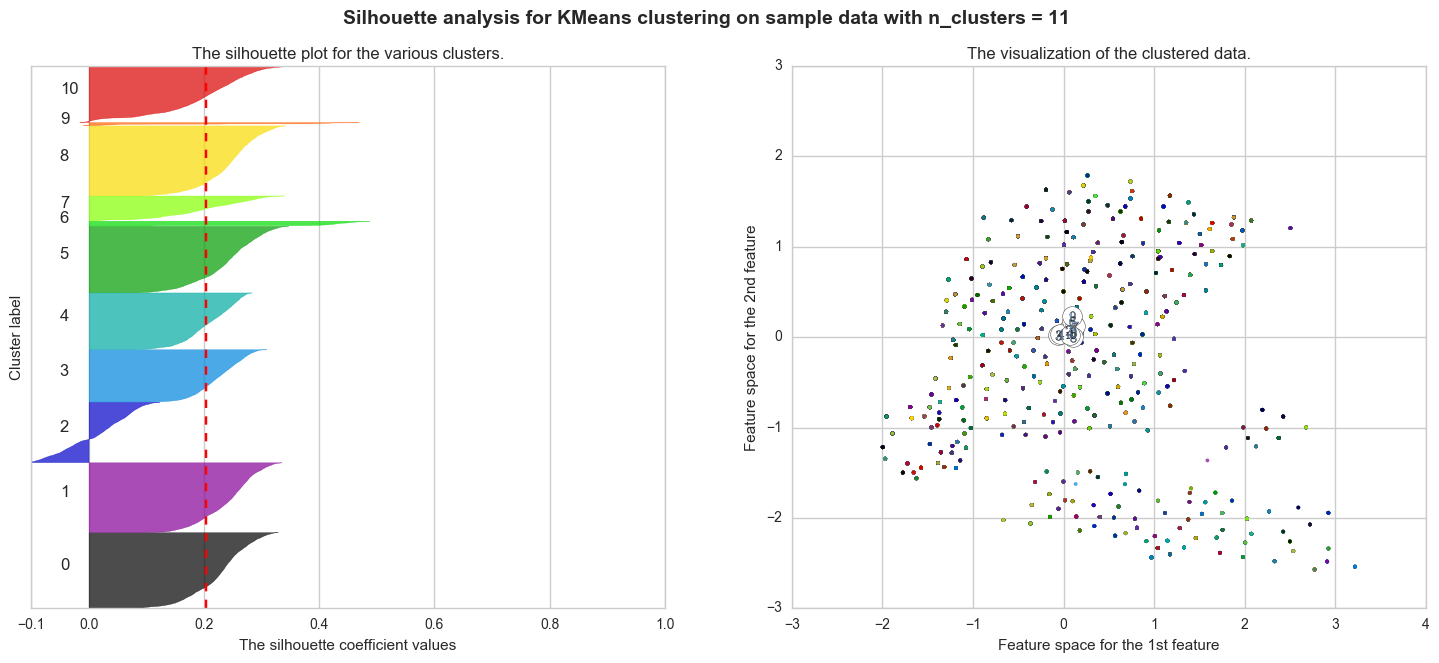 Silhouette analysis for KMeans clustering on sample data with n_clusters = 11
The silhouette plot for the various clusters.
10
9
8
7
6
5
4
3
2
1
0
Cluster label
−0.1 0.0 0.2 0.4 0.6 0.8 1.0
The silhouette coefficient values
The visualization of the clustered data.
3
2
1
0
−1
−2
−3
Feature space for the 2nd feature
−3 −2 −1 0 1 2 3 4
Feature space for the 1st feature